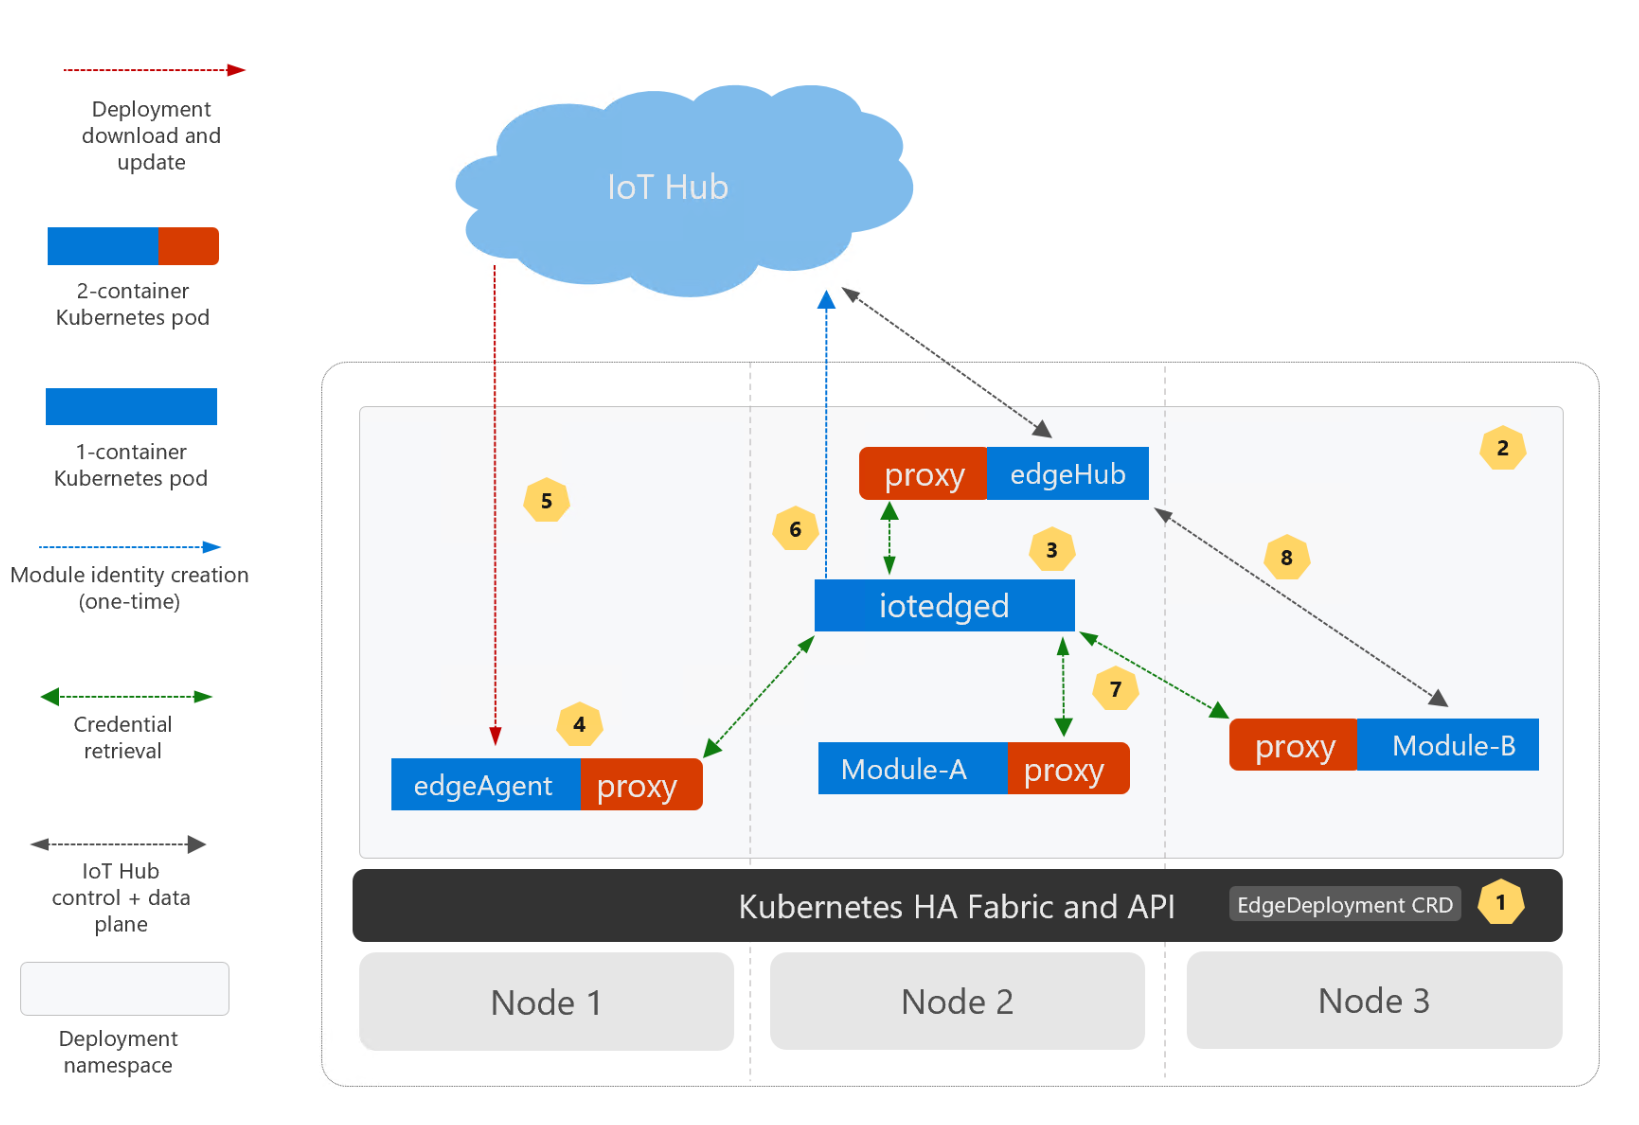 Deployment
download and
update
2-container
Kubernetes pod
1-container
Kubernetes pod
Module identity creation
(one-time)
Credential
retrieval
IoT Hub
control + data
plane
Deployment
namespace
IoT Hub
2
5
proxy edgeHub
6
3
8
iotedged
7
4
edgeAgent proxy
Module-A proxy
proxy Module-B
Kubernetes HA Fabric and API
EdgeDeployment CRD
1
Node 1
Node 2
Node 3